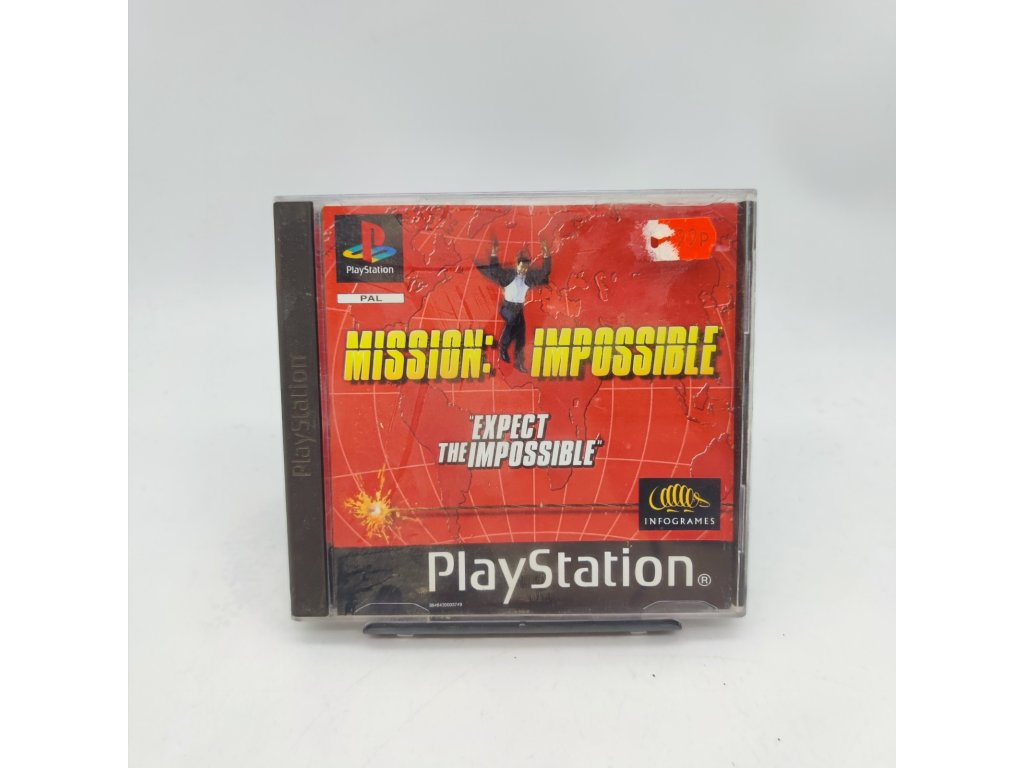 PlayStation
PlayStation
PAL
MISSION: IMPOSSIBLE
"EXPECT
THE IMPOSSIBLE"
INFOGRAMES
PlayStation®